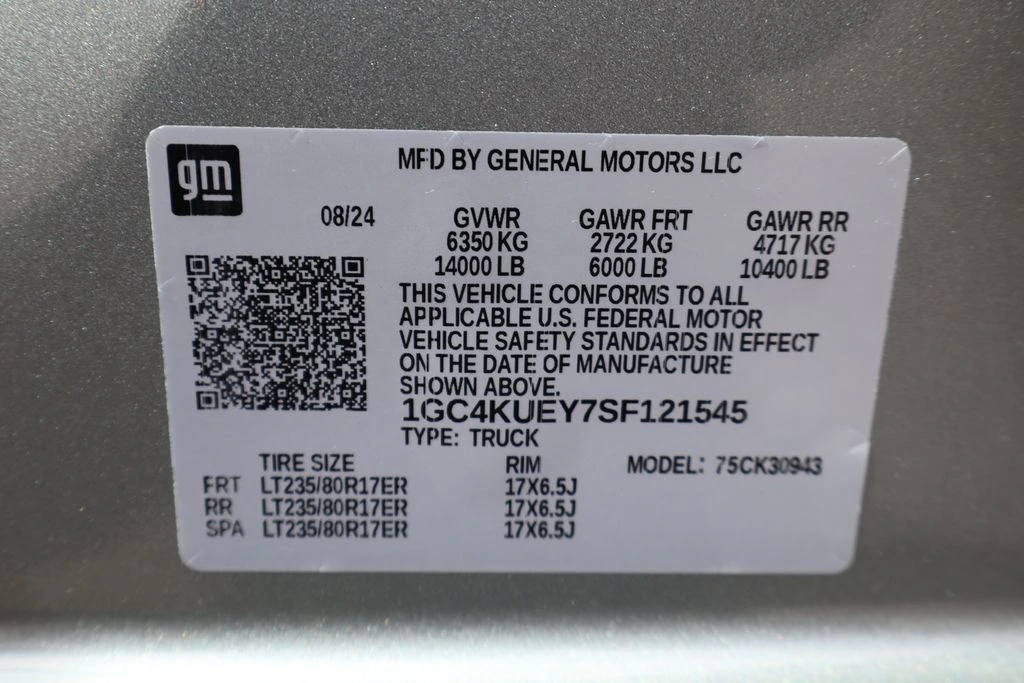 gm
MFD BY GENERAL MOTORS LLC
08/24 GVWR GAWR FRT GAWR RR
6350 KG 2722 KG 4717 KG
14000 LB 6000 LB 10400 LB
THIS VEHICLE CONFORMS TO ALL
APPLICABLE U.S. FEDERAL MOTOR
VEHICLE SAFETY STANDARDS IN EFFECT
ON THE DATE OF MANUFACTURE
SHOWN ABOVE.
1GC4KUEY7SF121545
TYPE: TRUCK
TIRE SIZE RIM MODEL: 75CK30943
FRT LT235/80R17ER 17X6.5J
RR LT235/80R17ER 17X6.5J
SPA LT235/80R17ER 17X6.5J